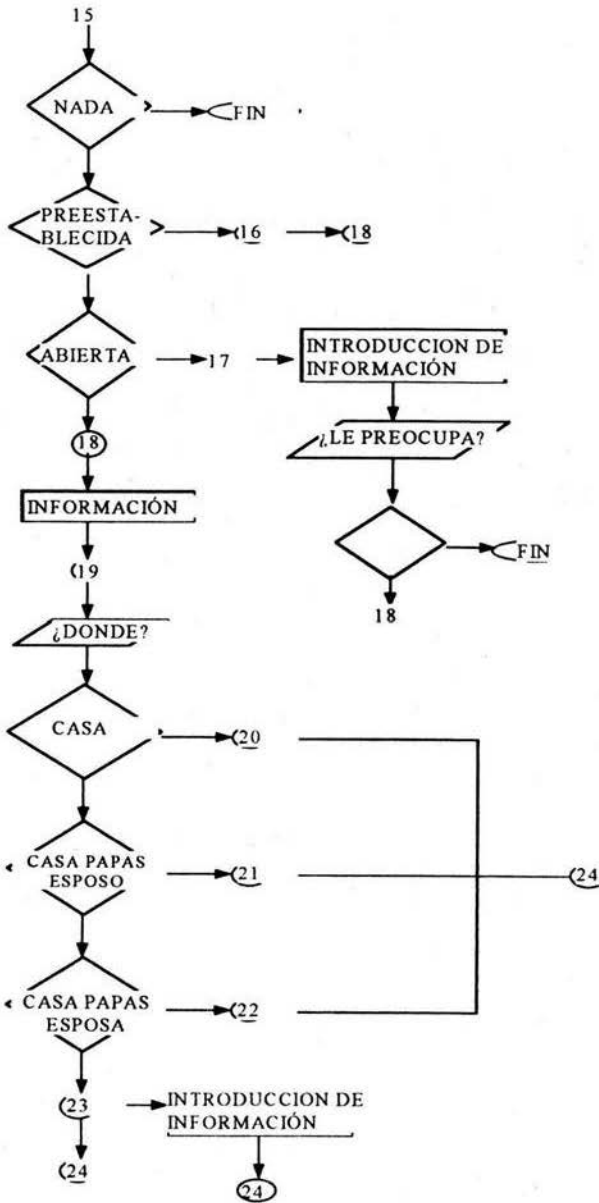 15
NADA
FIN
PREESTA-
BLECIDA
16
18
ABIERTA
17
INTRODUCCION DE
INFORMACIÓN
18
¿LE PREOCUPA?
INFORMACIÓN
FIN
19
18
¿DONDE?
CASA
20
CASA PAPAS
ESPOSO
21
24
CASA PAPAS
ESPOSA
22
23
INTRODUCCION DE
INFORMACIÓN
24
24